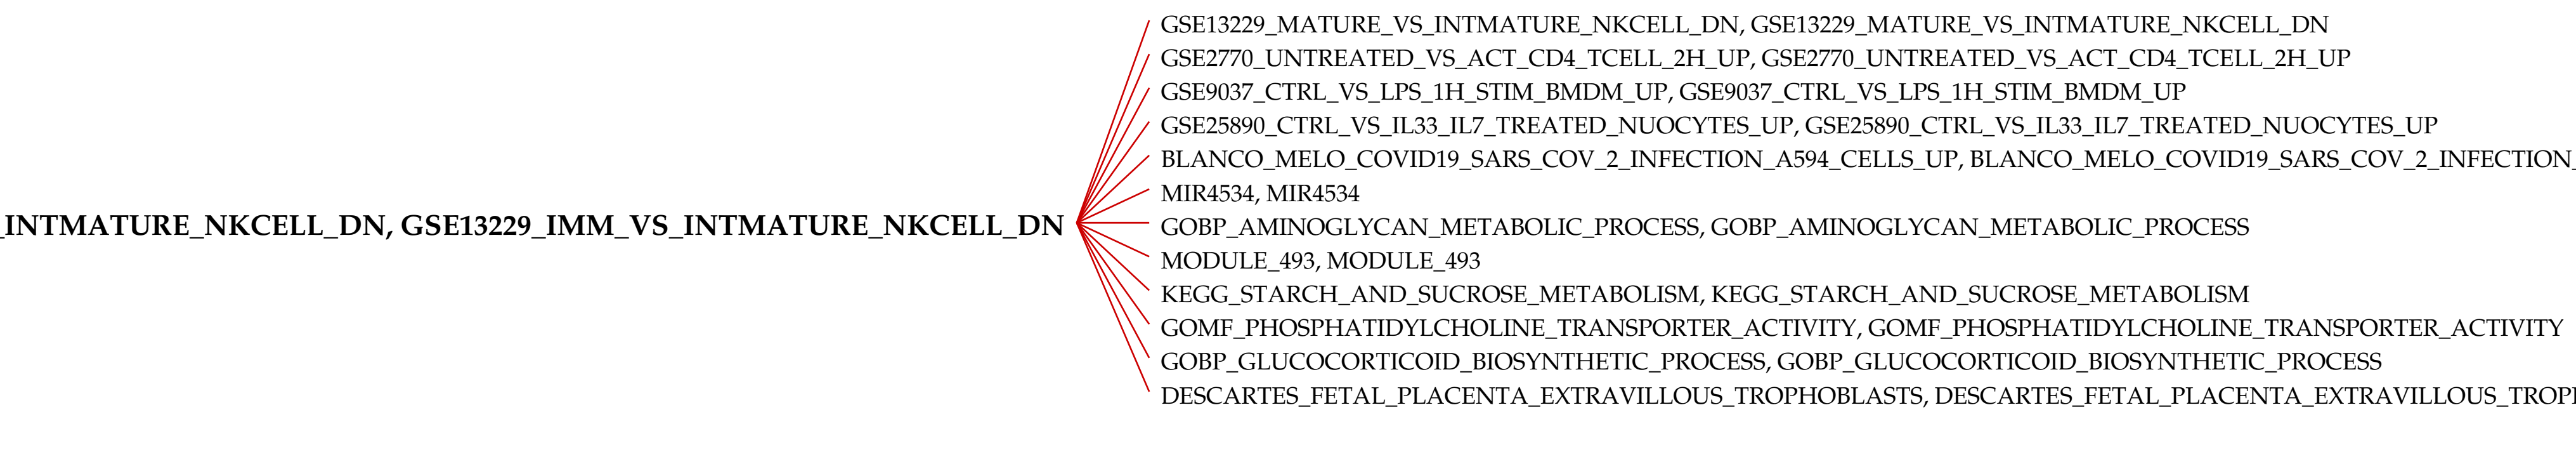 GSE13229_MATURE_VS_INTMATURE_NKCELL_DN, GSE13229_MATURE_VS_INTMATURE_NKCELL_DN
GSE2770_UNTREATED_VS_ACT_CD4_TCELL_2H_UP, GSE2770_UNTREATED_VS_ACT_CD4_TCELL_2H_UP
GSE9037_CTRL_VS_LPS_1H_STIM_BMDM_UP, GSE9037_CTRL_VS_LPS_1H_STIM_BMDM_UP
GSE25890_CTRL_VS_IL33_IL7_TREATED_NUOCYTES_UP, GSE25890_CTRL_VS_IL33_IL7_TREATED_NUOCYTES_UP
BLANCO_MELO_COVID19_SARS_COV_2_INFECTION_A594_CELLS_UP, BLANCO_MELO_COVID19_SARS_COV_2_INFECTION_
MIR4534, MIR4534
_INTMATURE_NKCELL_DN, GSE13229_IMM_VS_INTMATURE_NKCELL_DN
GOBP_AMINOGLYCAN_METABOLIC_PROCESS, GOBP_AMINOGLYCAN_METABOLIC_PROCESS
MODULE_493, MODULE_493
KEGG_STARCH_AND_SUCROSE_METABOLISM, KEGG_STARCH_AND_SUCROSE_METABOLISM
GOMF_PHOSPHATIDYLCHOLINE_TRANSPORTER_ACTIVITY, GOMF_PHOSPHATIDYLCHOLINE_TRANSPORTER_ACTIVITY
GOBP_GLUCOCORTICOID_BIOSYNTHETIC_PROCESS, GOBP_GLUCOCORTICOID_BIOSYNTHETIC_PROCESS
DESCARTES_FETAL_PLACENTA_EXTRAVILLOUS_TROPHOBLASTS, DESCARTES_FETAL_PLACENTA_EXTRAVILLOUS_TROP